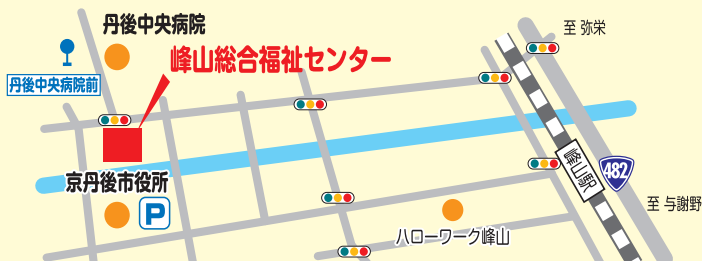 丹後中央病院
至 弥栄
峰山総合福祉センター
丹後中央病院前
峰山駅
482
京丹後市役所
P
至 与謝野
ハローワーク峰山